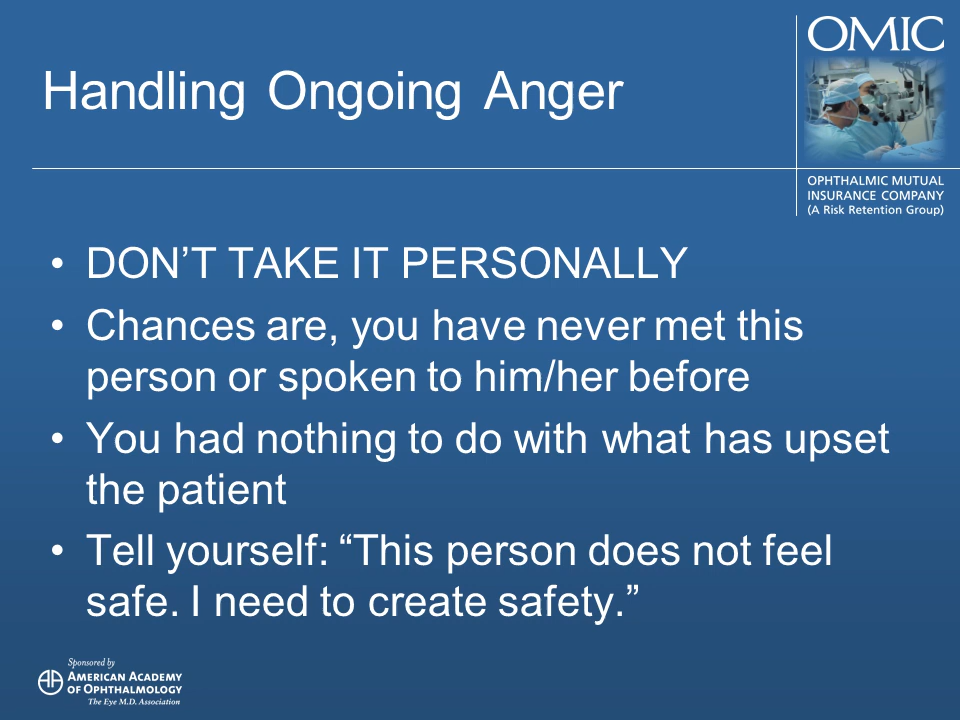 Handling Ongoing Anger
OMIC
OPHTHALMIC MUTUAL
INSURANCE COMPANY
(A Risk Retention Group)
• DON’T TAKE IT PERSONALLY
• Chances are, you have never met this
person or spoken to him/her before
• You had nothing to do with what has upset
the patient
• Tell yourself: “This person does not feel
safe. I need to create safety.”
Sponsored by
AMERICAN ACADEMY
OF OPHTHALMOLOGY
The Eye M.D. Association